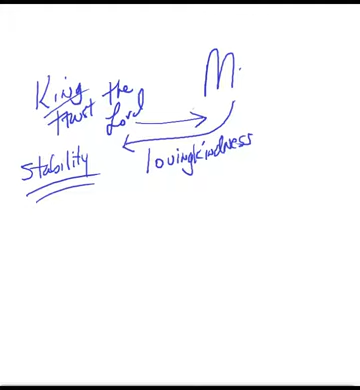 King
trust the
Lord
M.
lovingkindness
stability